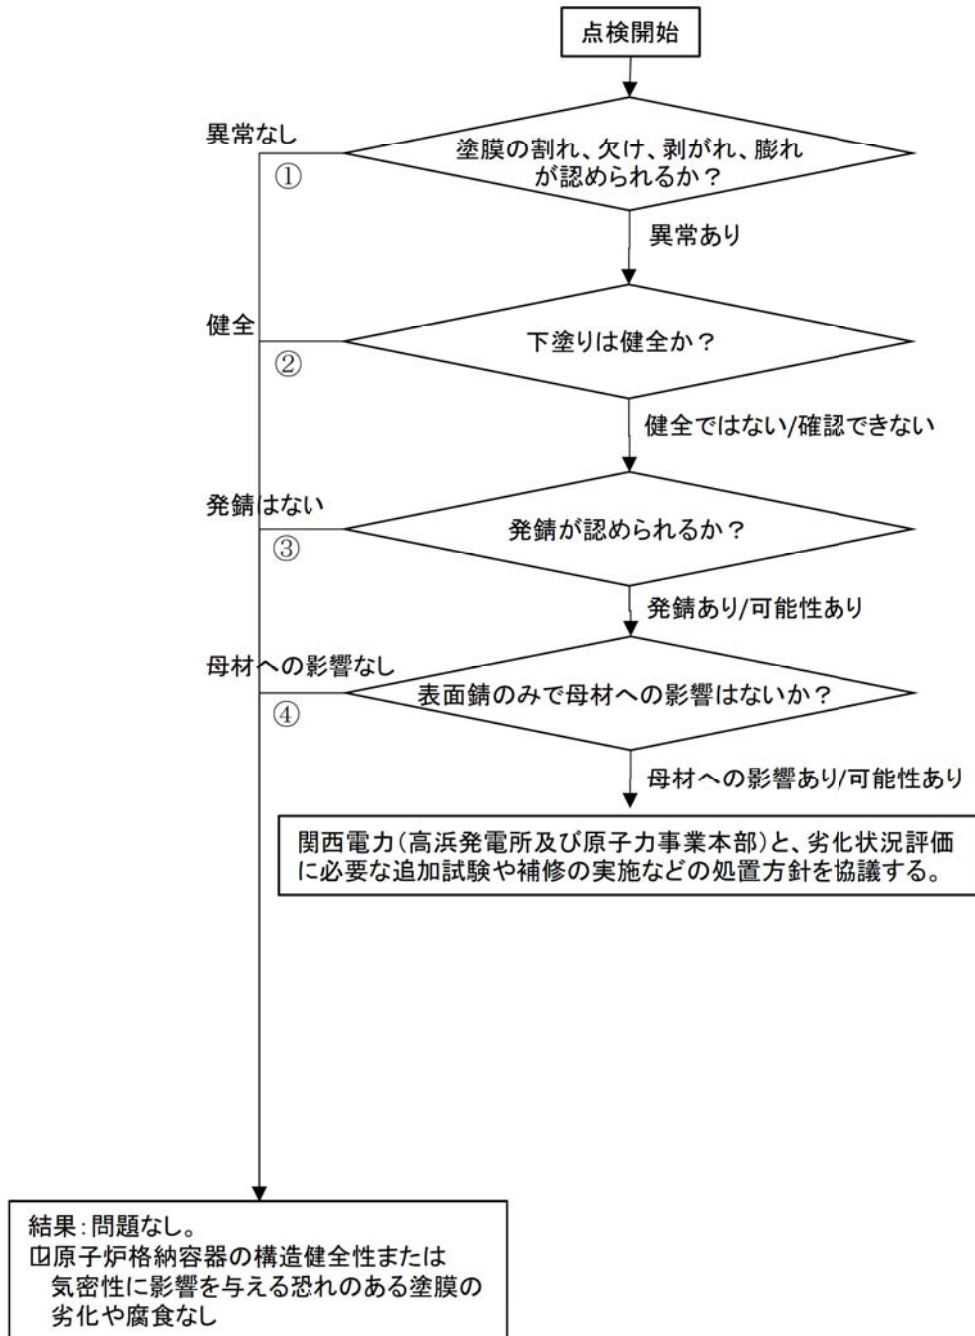 点検開始
異常なし
①
塗膜の割れ、欠け、剥がれ、膨れ
が認められるか?
異常あり
健全
②
下塗りは健全か?
健全ではない/確認できない
発錆はない
③
発錆が認められるか?
発錆あり/可能性あり
母材への影響なし
④
表面錆のみで母材への影響はないか?
母材への影響あり/可能性あり
関西電力(高浜発電所及び原子力事業本部)と、劣化状況評価
に必要な追加試験や補修の実施などの処置方針を協議する。
結果:問題なし。
原子炉格納容器の構造健全性または
気密性に影響を与える恐れのある塗膜の
劣化や腐食なし